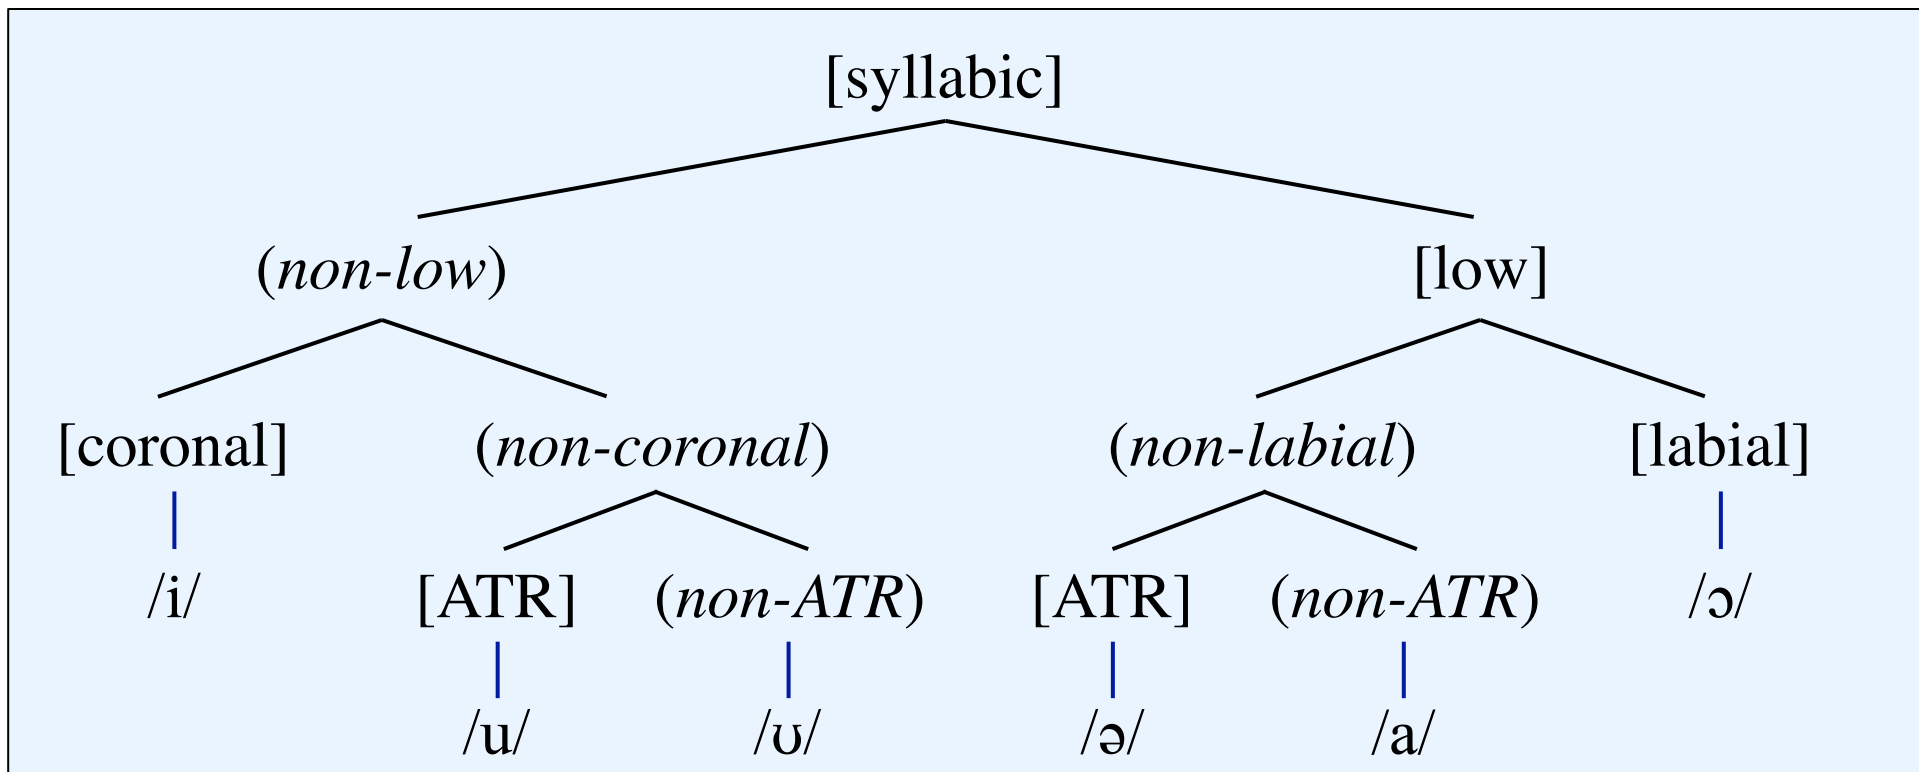 [syllabic]
(non-low) [low]
[coronal] (non-coronal) (non-labial) [labial]
/i/ [ATR] (non-ATR) [ATR] (non-ATR) /ɔ/
/u/ /ʊ/ /ə/ /a/